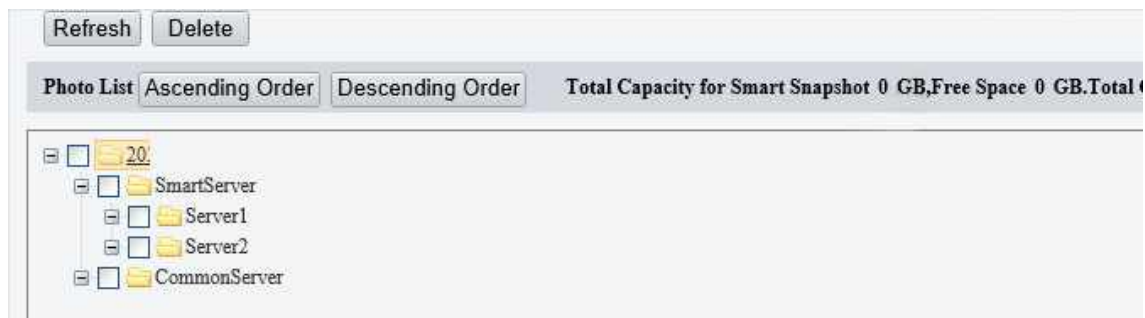 Refresh Delete
Photo List Ascending Order Descending Order Total Capacity for Smart Snapshot 0 GB,Free Space 0 GB.Total
SmartServer
Server1
Server2
CommonServer